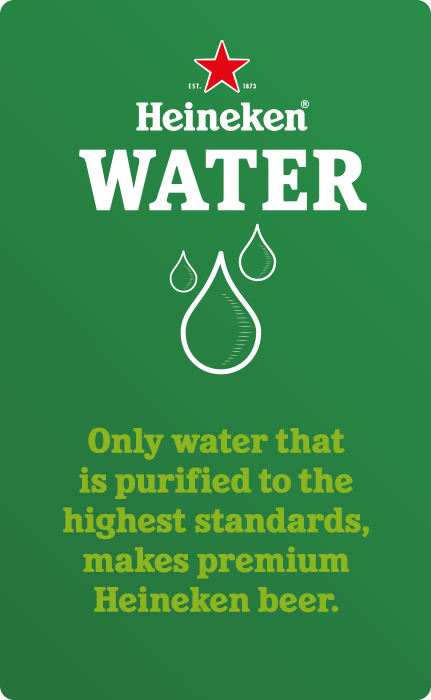 EST. 1873
Heineken®
WATER
Only water that
is purified to the
highest standards,
makes premium
Heineken beer.